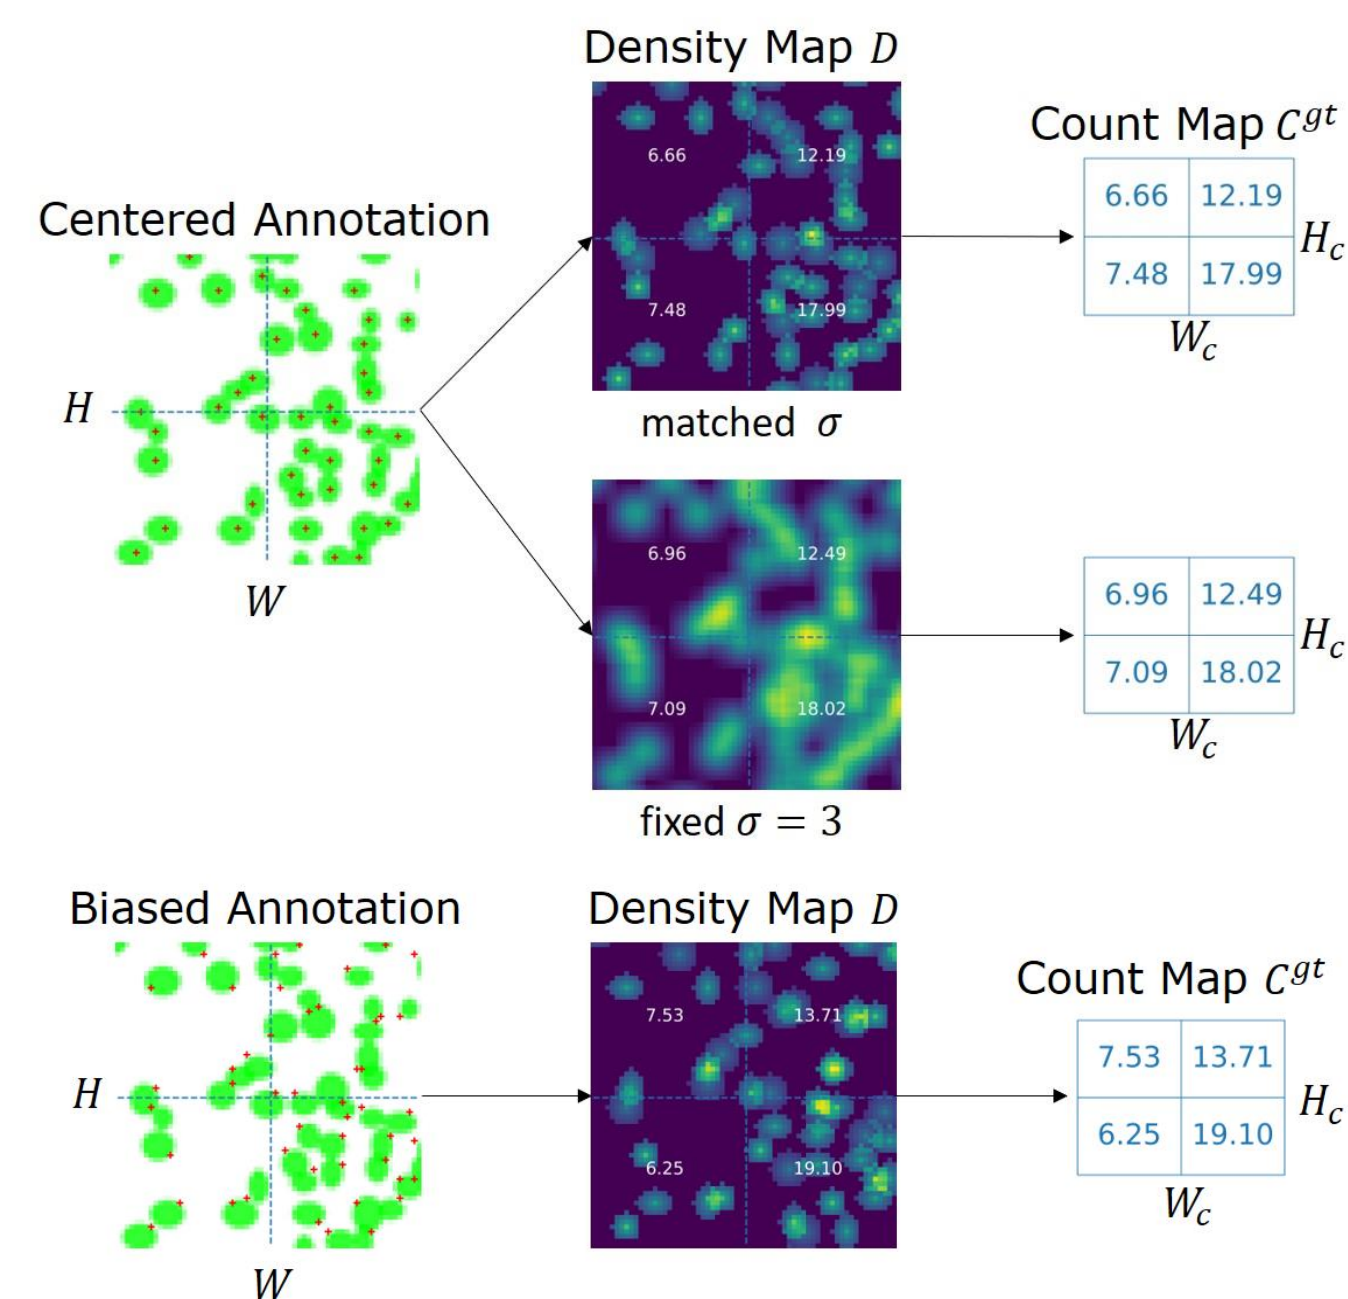 Density Map D
6.66 12.19
7.48 17.99
matched σ
Count Map C^gt
6.66 12.19
7.48 17.99
H_c
W_c
Centered Annotation
H
W
6.96 12.49
7.09 18.02
fixed σ = 3
6.96 12.49
7.09 18.02
H_c
W_c
Biased Annotation
H
W
Density Map D
7.53 13.71
6.25 19.10
Count Map C^gt
7.53 13.71
6.25 19.10
H_c
W_c